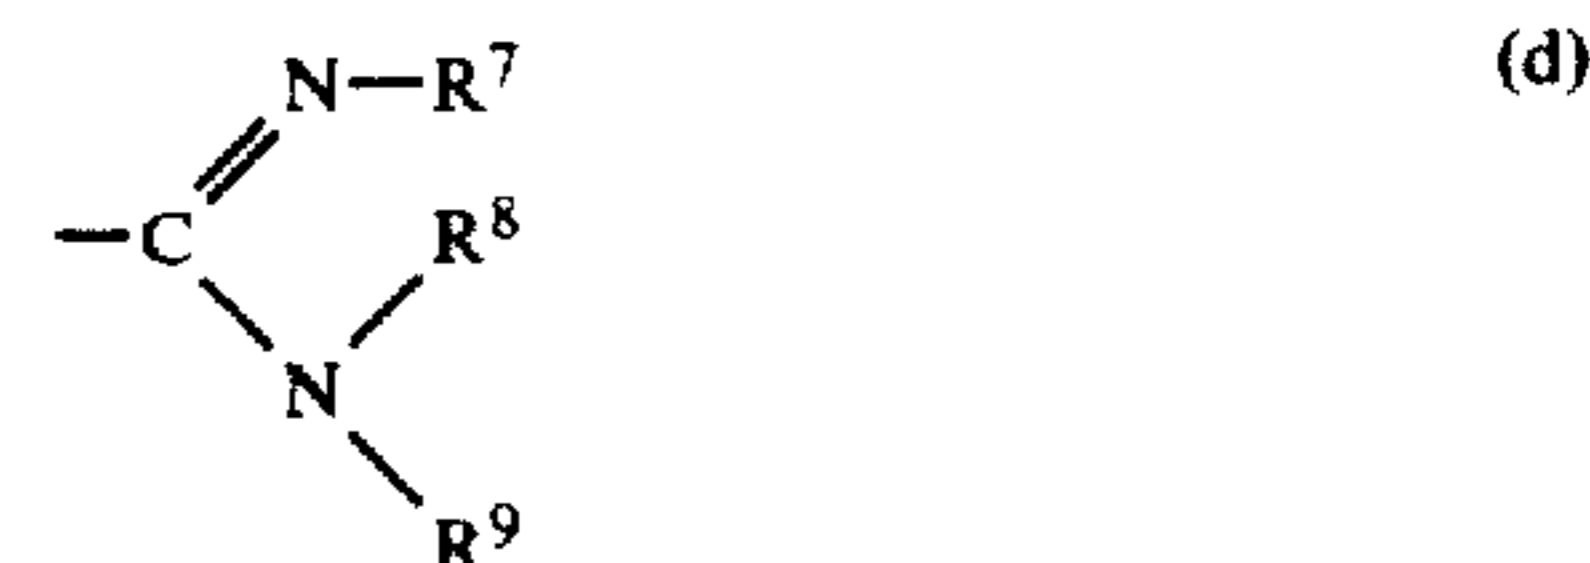 N—R⁷ (d)
—C R⁸
N
R⁹